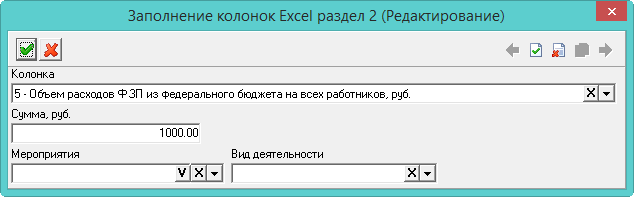 Заполнение колонок Excel раздел 2 (Редактирование)
Колонка
5 - Объем расходов ФЗП из федерального бюджета на всех работников, руб.
Сумма, руб.
1000.00
Мероприятия Вид деятельности
V X X